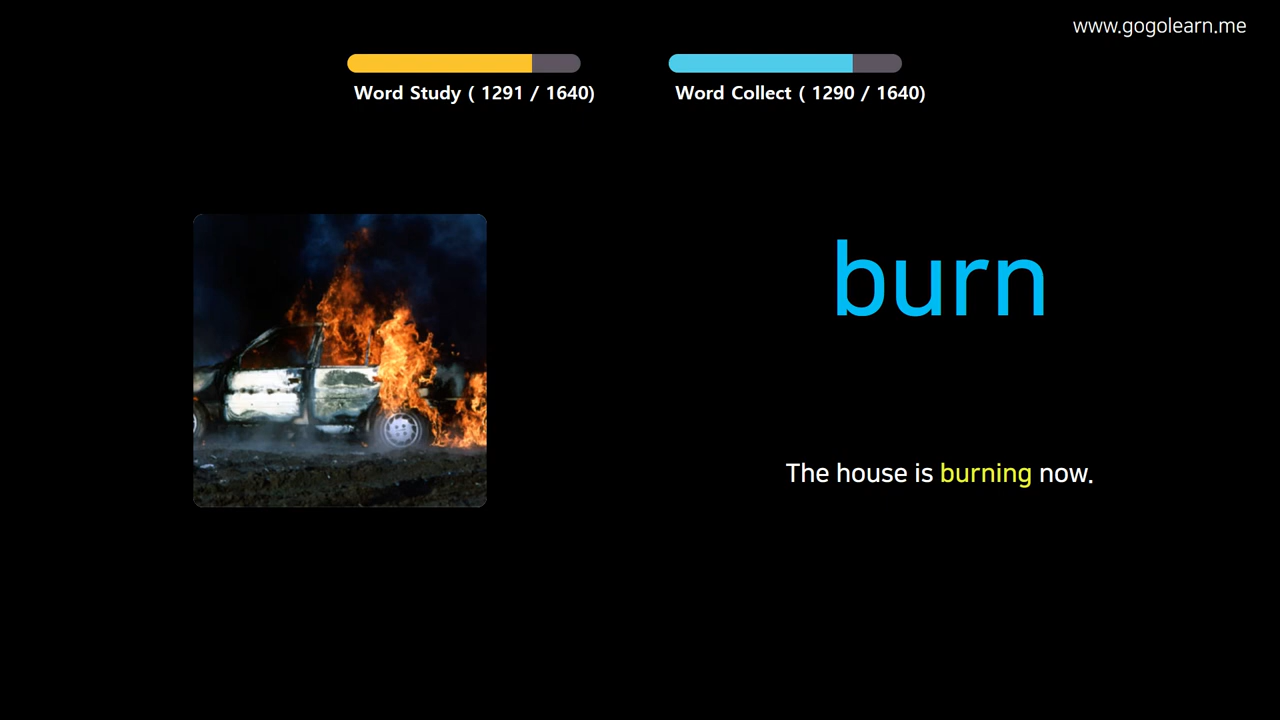 www.gogolearn.me
Word Study ( 1291 / 1640)
Word Collect ( 1290 / 1640)
burn
The house is burning now.